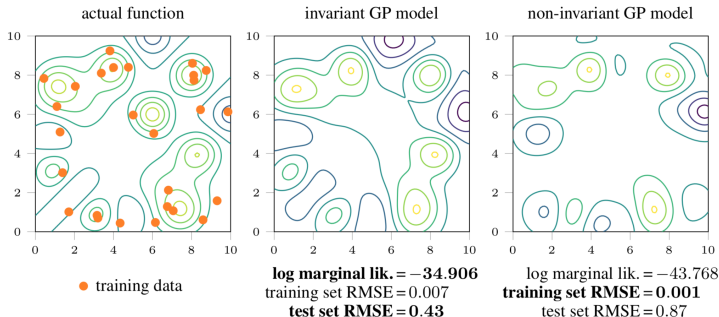 actual function
invariant GP model
non-invariant GP model
10
8
6
4
2
0
0 2 4 6 8 10
10
8
6
4
2
0
0 2 4 6 8 10
10
8
6
4
2
0
0 2 4 6 8 10
training data
log marginal lik. = −34.906
training set RMSE = 0.007
test set RMSE = 0.43
log marginal lik. = −43.768
training set RMSE = 0.001
test set RMSE = 0.87